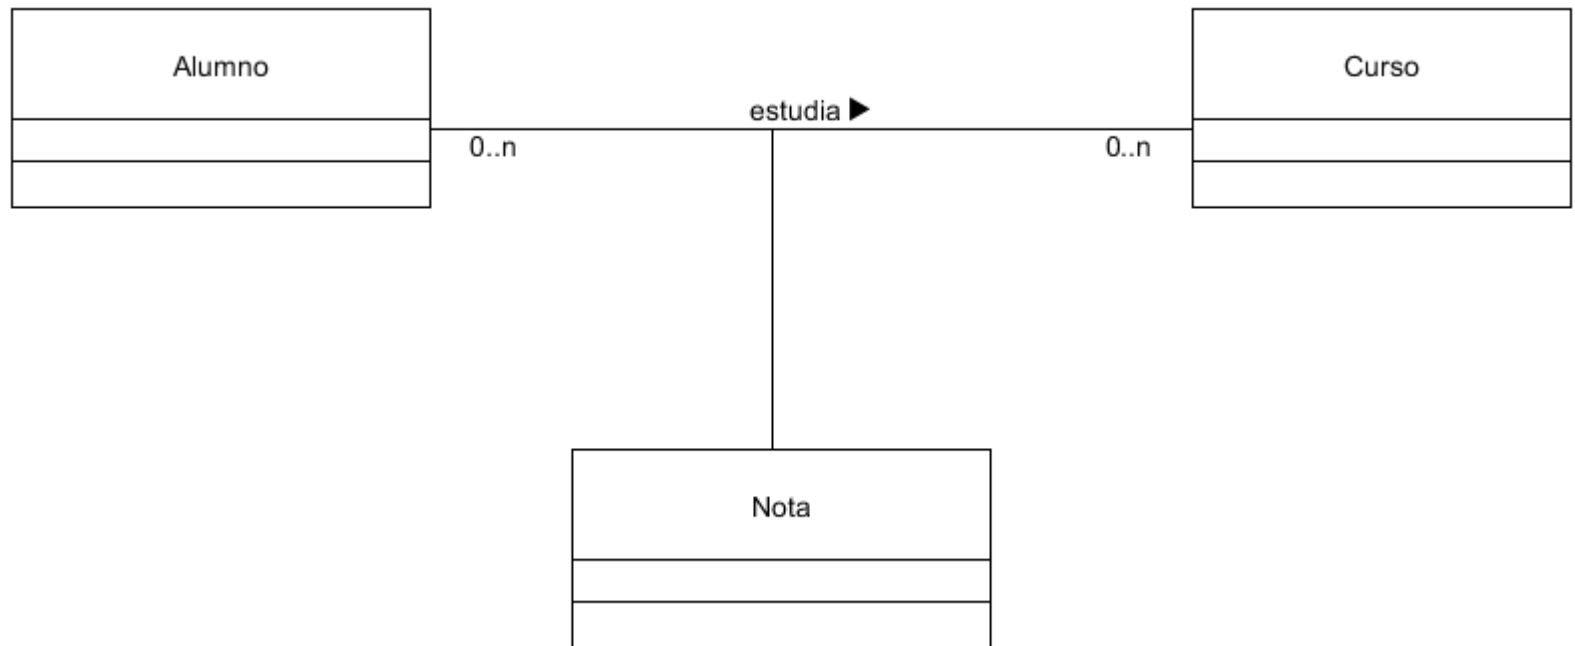 Alumno
Curso
estudia ▶
0..n
0..n
Nota